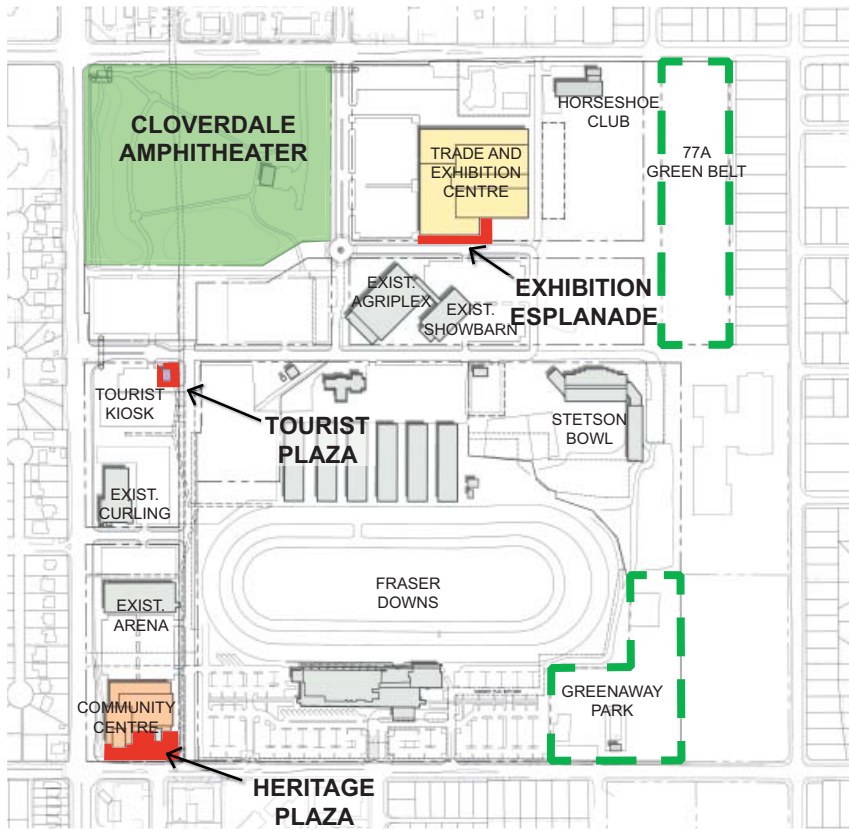 HORSESHOE
CLUB
CLOVERDALE
AMPHITHEATER
TRADE AND
EXHIBITION
CENTRE
77A
GREEN BELT
EXHIBITION
ESPLANADE
EXIST.
AGRIPLEX
EXIST.
SHOWBARN
TOURIST
KIOSK
TOURIST
PLAZA
STETSON
BOWL
EXIST.
CURLING
FRASER
DOWNS
EXIST.
ARENA
COMMUNITY
CENTRE
GREENAWAY
PARK
HERITAGE
PLAZA